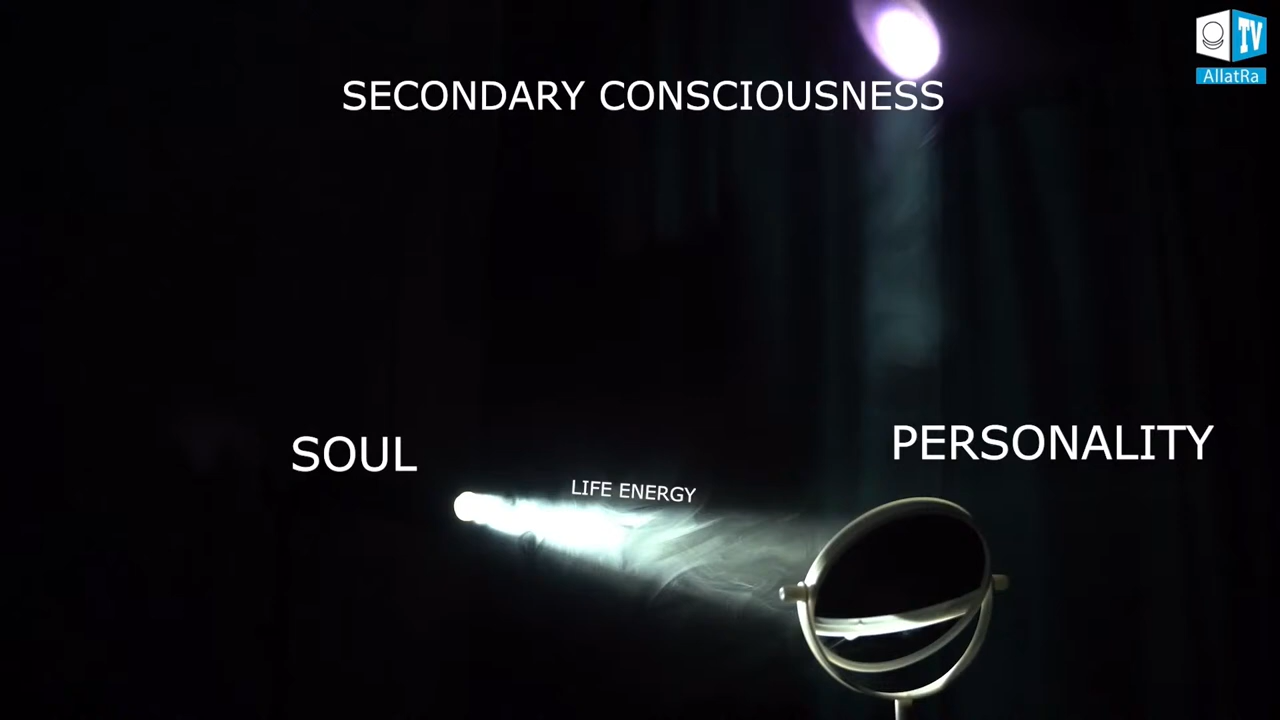 TV
AllatRa
SECONDARY CONSCIOUSNESS
PERSONALITY
SOUL
LIFE ENERGY